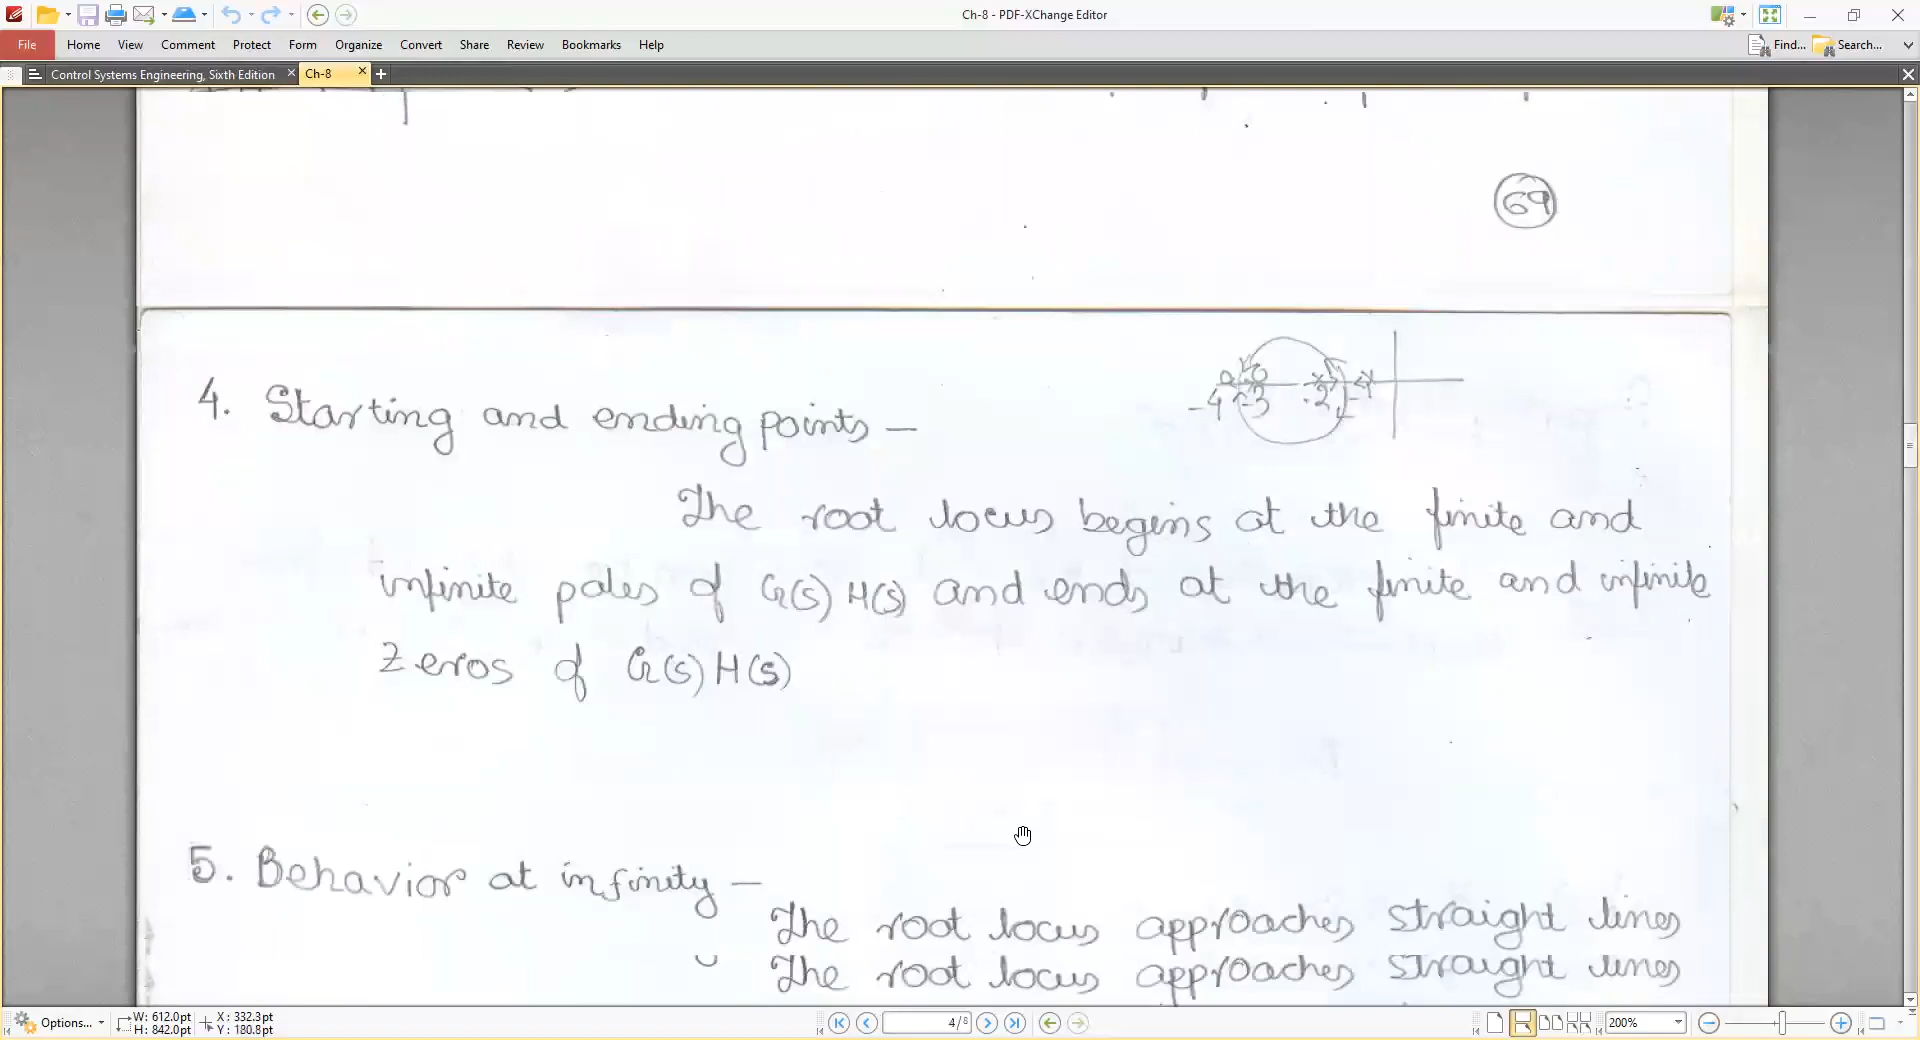 Ch-8 - PDF-XChange Editor
File Home View Comment Protect Form Organize Convert Share Review Bookmarks Help Find... Search...
Control Systems Engineering, Sixth Edition Ch-8
69
4. Starting and ending points -
-4 -3 -2 -1
The root locus begins at the finite and
infinite poles of G(s) H(s) and ends at the finite and infinite
zeros of G(s) H(s)
5. Behavior at infinity -
The root locus approaches straight lines
The root locus approaches straight lines
Options... W: 612.0pt H: 842.0pt X: 332.3pt Y: 180.8pt 4/8 200%